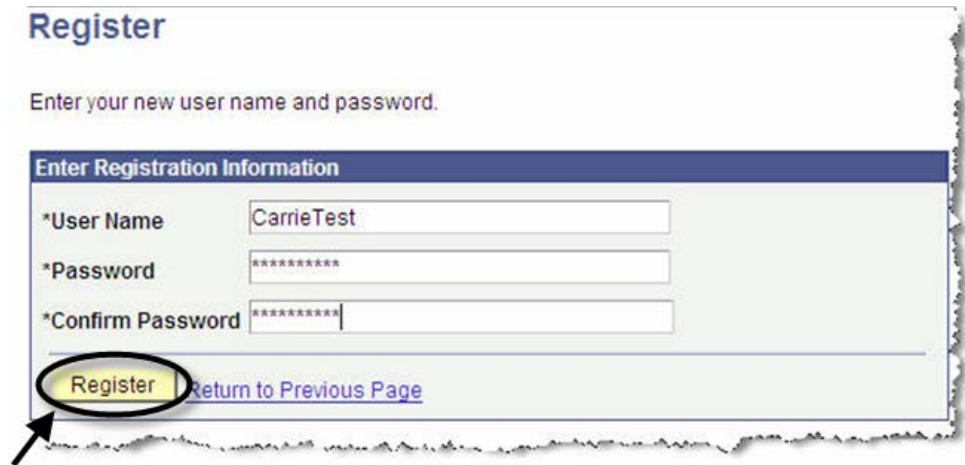 Register
Enter your new user name and password.
Enter Registration Information
*User Name CarrieTest
*Password **********
*Confirm Password **********
Register Return to Previous Page